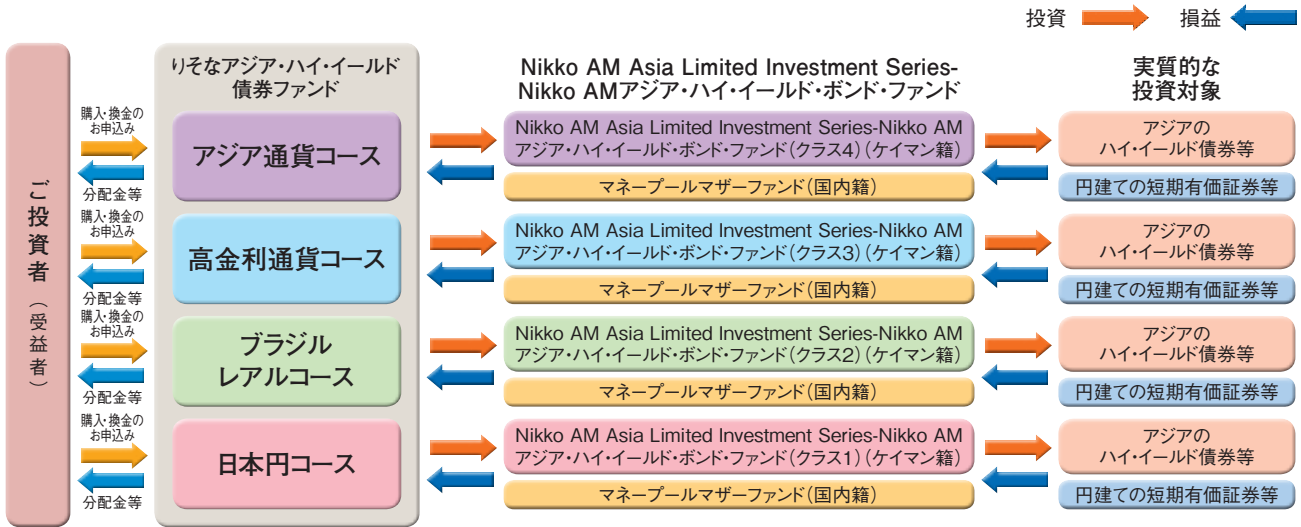 投資
損益
ご投資者（受益者）
りそなアジア・ハイ・イールド
債券ファンド
Nikko AM Asia Limited Investment Series-
Nikko AMアジア・ハイ・イールド・ボンド・ファンド
実質的な
投資対象
購入・換金の
お申込み
分配金等
アジア通貨コース
Nikko AM Asia Limited Investment Series-Nikko AM
アジア・ハイ・イールド・ボンド・ファンド（クラス4）（ケイマン籍）
マネープールマザーファンド（国内籍）
アジアの
ハイ・イールド債券等
円建ての短期有価証券等
購入・換金の
お申込み
分配金等
高金利通貨コース
Nikko AM Asia Limited Investment Series-Nikko AM
アジア・ハイ・イールド・ボンド・ファンド（クラス3）（ケイマン籍）
マネープールマザーファンド（国内籍）
アジアの
ハイ・イールド債券等
円建ての短期有価証券等
購入・換金の
お申込み
分配金等
ブラジル
レアルコース
Nikko AM Asia Limited Investment Series-Nikko AM
アジア・ハイ・イールド・ボンド・ファンド（クラス2）（ケイマン籍）
マネープールマザーファンド（国内籍）
アジアの
ハイ・イールド債券等
円建ての短期有価証券等
購入・換金の
お申込み
分配金等
日本円コース
Nikko AM Asia Limited Investment Series-Nikko AM
アジア・ハイ・イールド・ボンド・ファンド（クラス1）（ケイマン籍）
マネープールマザーファンド（国内籍）
アジアの
ハイ・イールド債券等
円建ての短期有価証券等